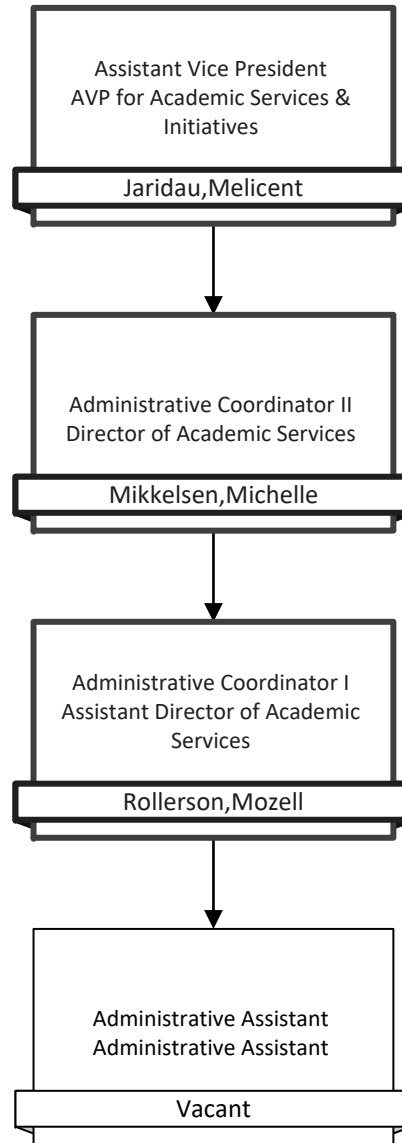 Assistant Vice President
AVP for Academic Services &
Initiatives
Jaridau,Melicent
Administrative Coordinator II
Director of Academic Services
Mikkelsen,Michelle
Administrative Coordinator I
Assistant Director of Academic
Services
Rollerson,Mozell
Administrative Assistant
Administrative Assistant
Vacant